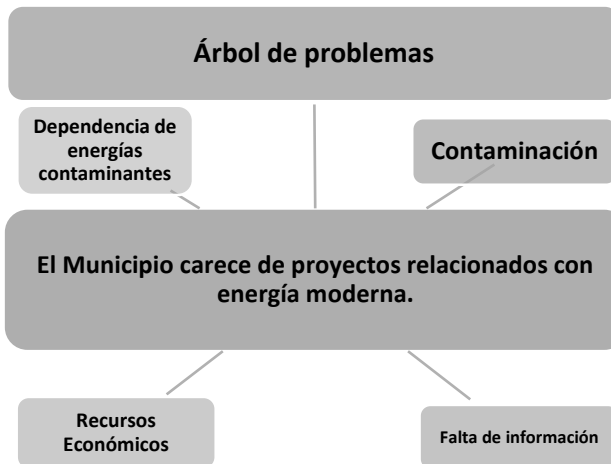 Árbol de problemas
Dependencia de
energías
contaminantes
Contaminación
El Municipio carece de proyectos relacionados con
energía moderna.
Recursos
Económicos
Falta de información